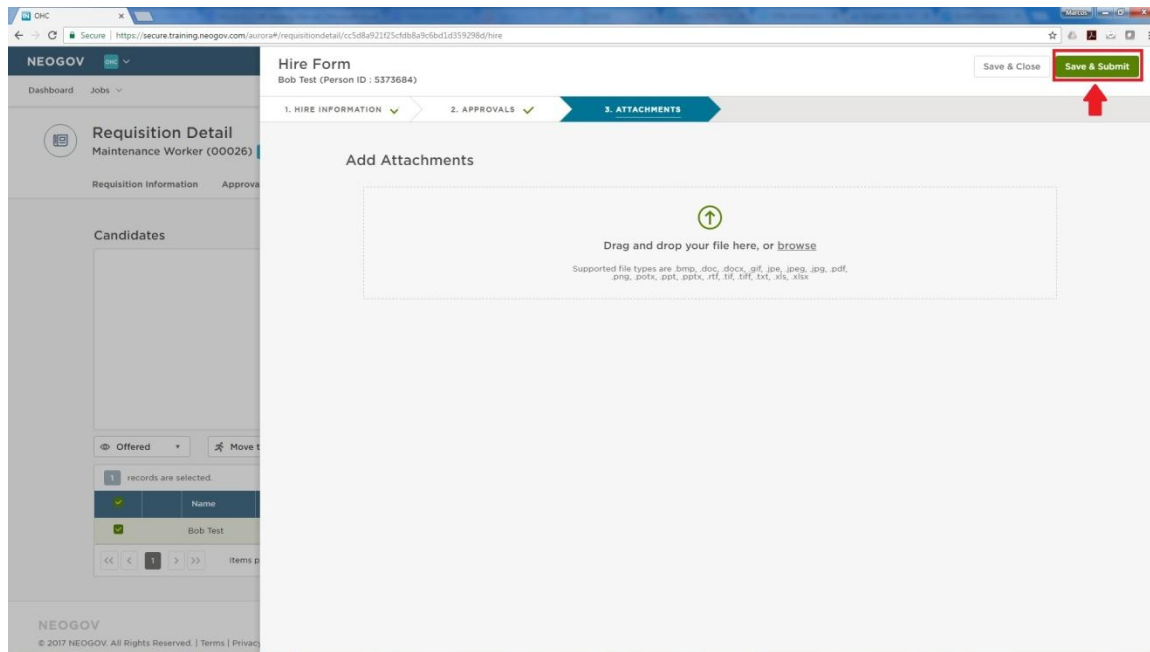 OHC
Marcos
Secure | https://secure.training.neogov.com/aurora#/requisitiondetail/cc5d8a921f25cfdb8a9c6bd1d359298d/hire
NEOGOV OHC
Dashboard Jobs
Requisition Detail
Maintenance Worker (00026)
Requisition Information Approva
Candidates
Offered Move t
1 records are selected.
Name
Bob Test
1 Items p
NEOGOV
© 2017 NEOGOV. All Rights Reserved. | Terms | Privacy
Hire Form
Bob Test (Person ID : 5373684)
Save & Close Save & Submit
1. HIRE INFORMATION 2. APPROVALS 3. ATTACHMENTS
Add Attachments
Drag and drop your file here, or browse
Supported file types are .bmp, .doc, .docx, .gif, .jpe, .jpeg, .jpg, .pdf,
.png, .potx, .ppt, .pptx, .rtf, .tif, .tiff, .txt, .xls, .xlsx